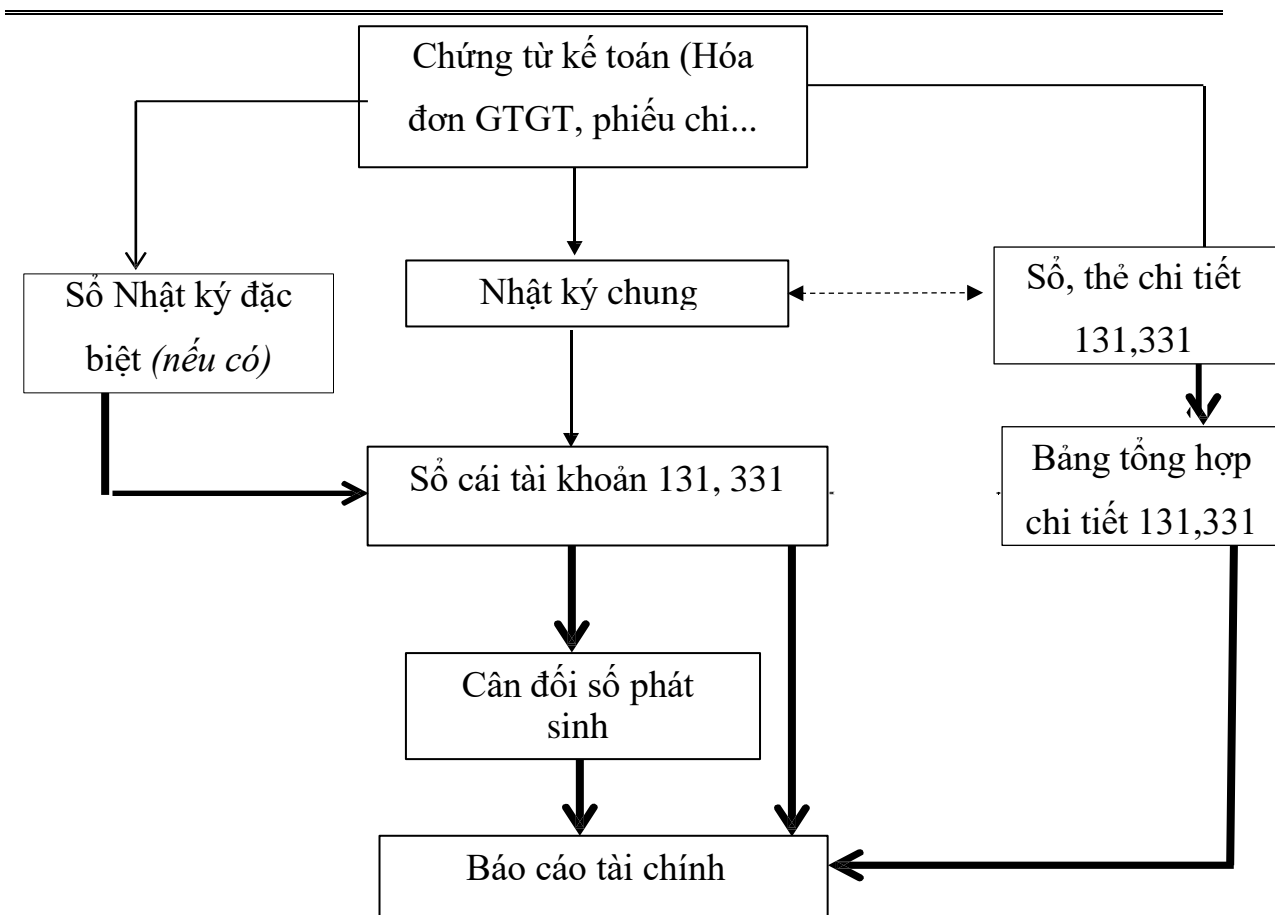 Chứng từ kế toán (Hóa
đơn GTGT, phiếu chi...
Sổ Nhật ký đặc
biệt (nếu có)
Nhật ký chung
Sổ, thẻ chi tiết
131,331
Sổ cái tài khoản 131, 331
Bảng tổng hợp
chi tiết 131,331
Cân đối số phát
sinh
Báo cáo tài chính